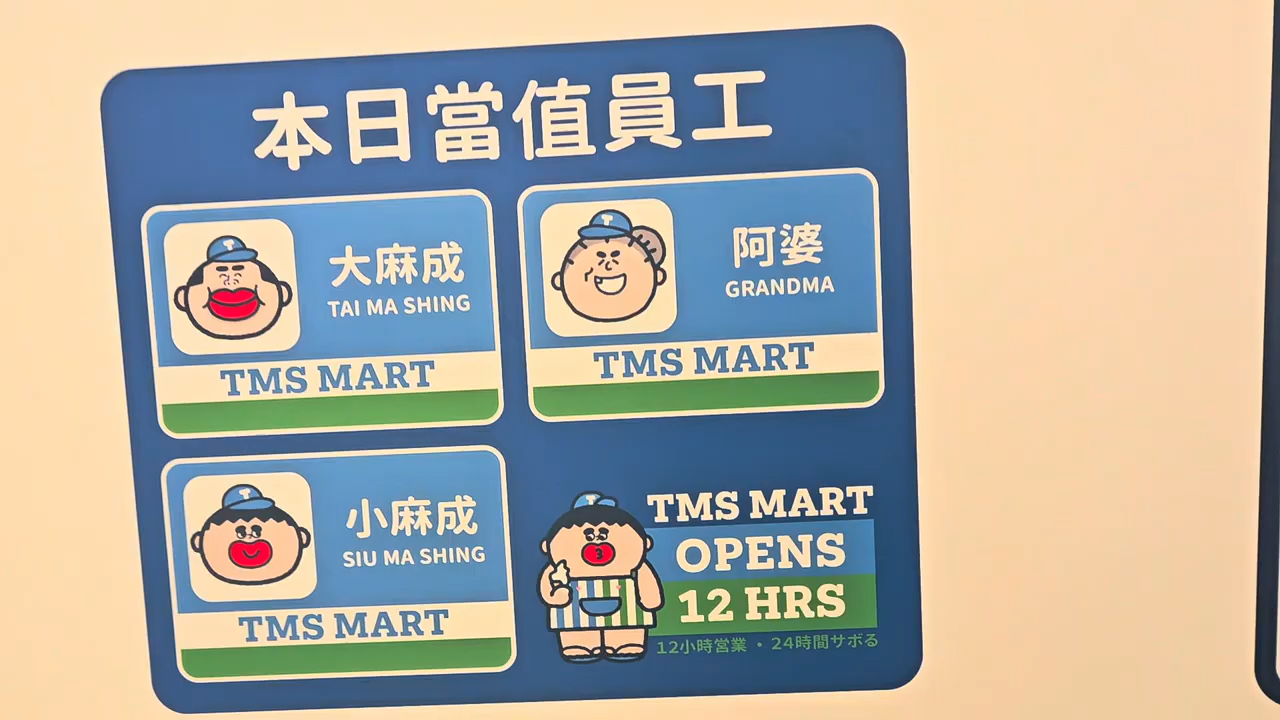 本日當值員工
大麻成
TAI MA SHING
TMS MART
阿婆
GRANDMA
TMS MART
小麻成
SIU MA SHING
TMS MART
TMS MART
OPENS
12 HRS
12小時営業・24時間サボる